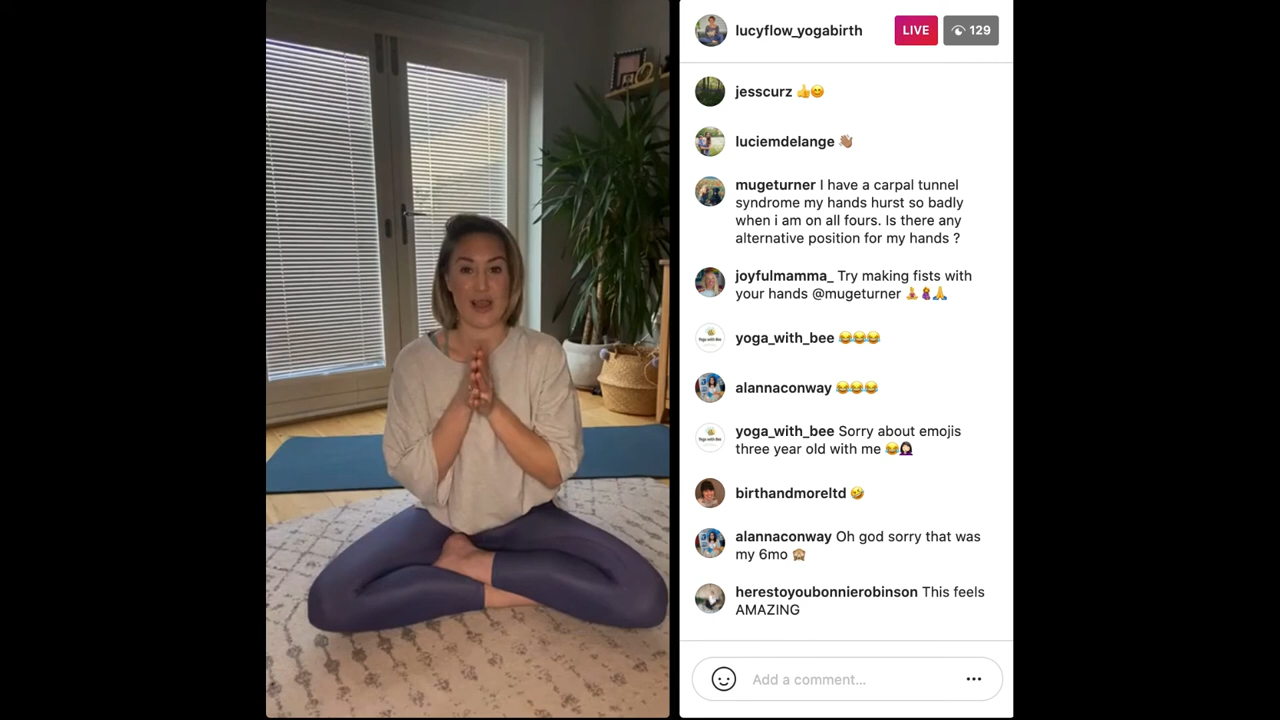 lucyflow_yogabirth LIVE 129
jesscurz 👍😊
luciemdelange 👋🏽
mugeturner I have a carpal tunnel
syndrome my hands hurst so badly
when i am on all fours. Is there any
alternative position for my hands ?
joyfulmamma_ Try making fists with
your hands @mugeturner 🧘🏼‍♀️🤰🙏
yoga_with_bee 😂😂😂
alannaconway 😂😂😂
yoga_with_bee Sorry about emojis
three year old with me 😂🤦🏻‍♀️
birthandmoreltd 🤣
alannaconway Oh god sorry that was
my 6mo 🙈
herestoyoubonnierobinson This feels
AMAZING
Add a comment...